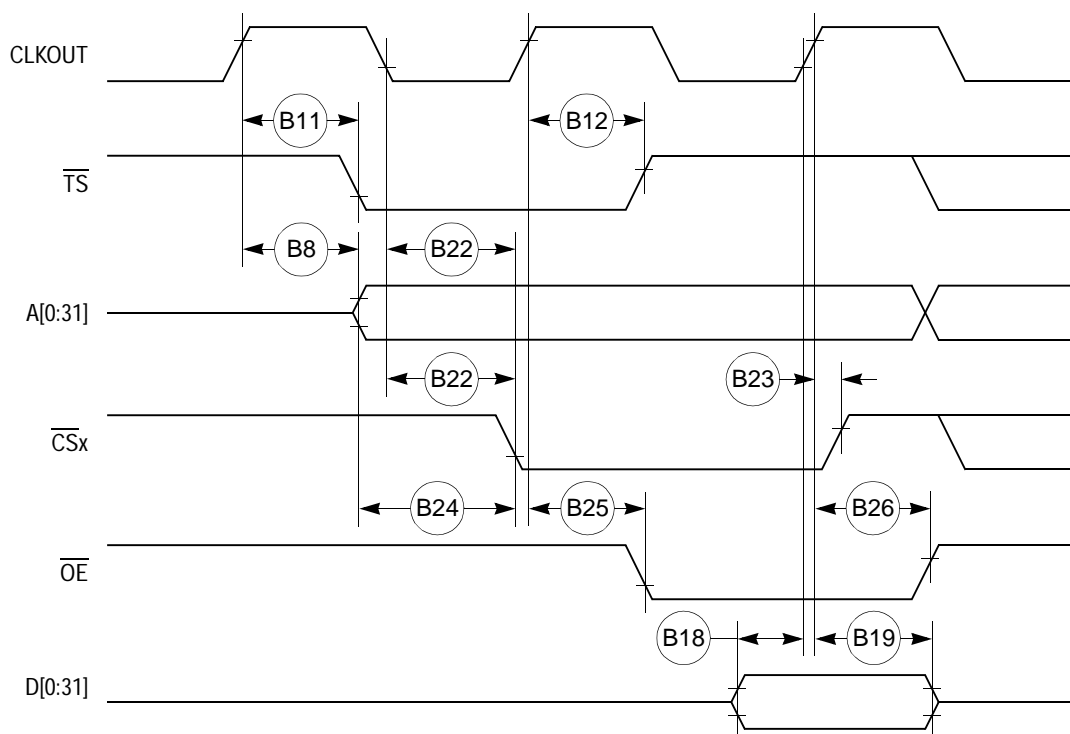 CLKOUT
B11
B12
TS
B8
B22
A[0:31]
B22
B23
CSx
B24
B25
B26
OE
B18
B19
D[0:31]